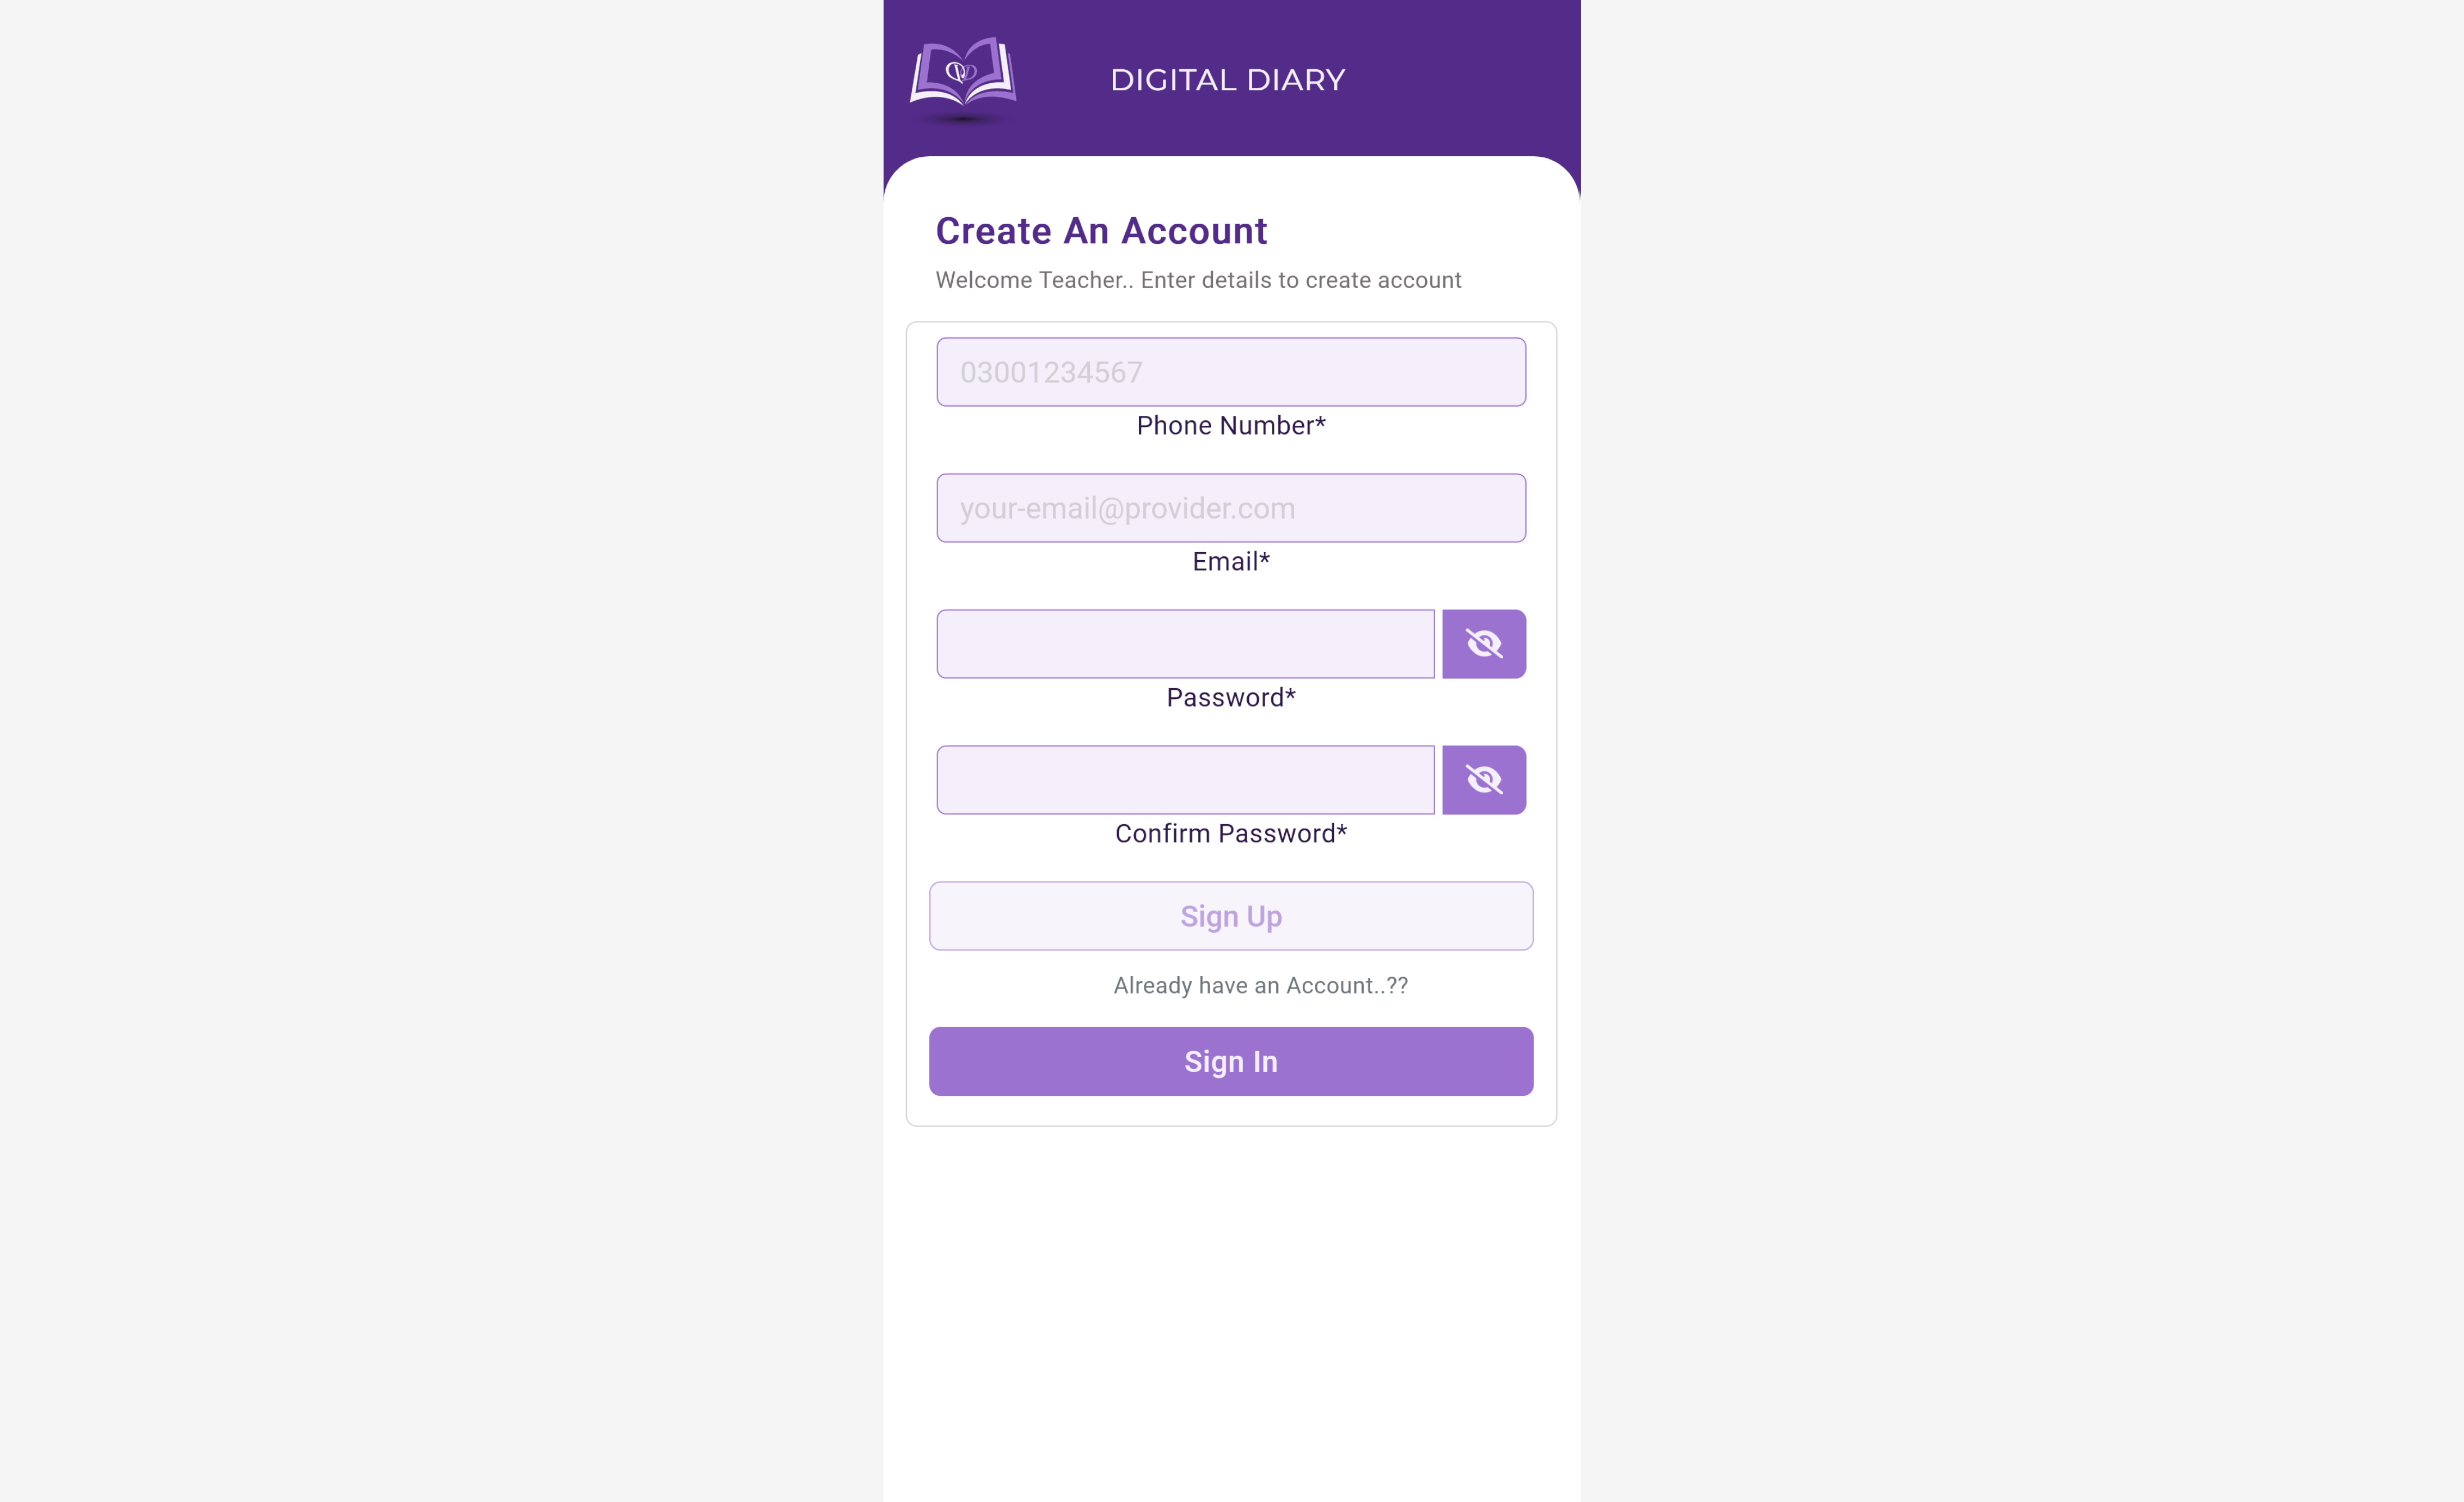 DIGITAL DIARY
Create An Account
Welcome Teacher.. Enter details to create account
03001234567
Phone Number*
your-email@provider.com
Email*
Password*
Confirm Password*
Sign Up
Already have an Account..??
Sign In